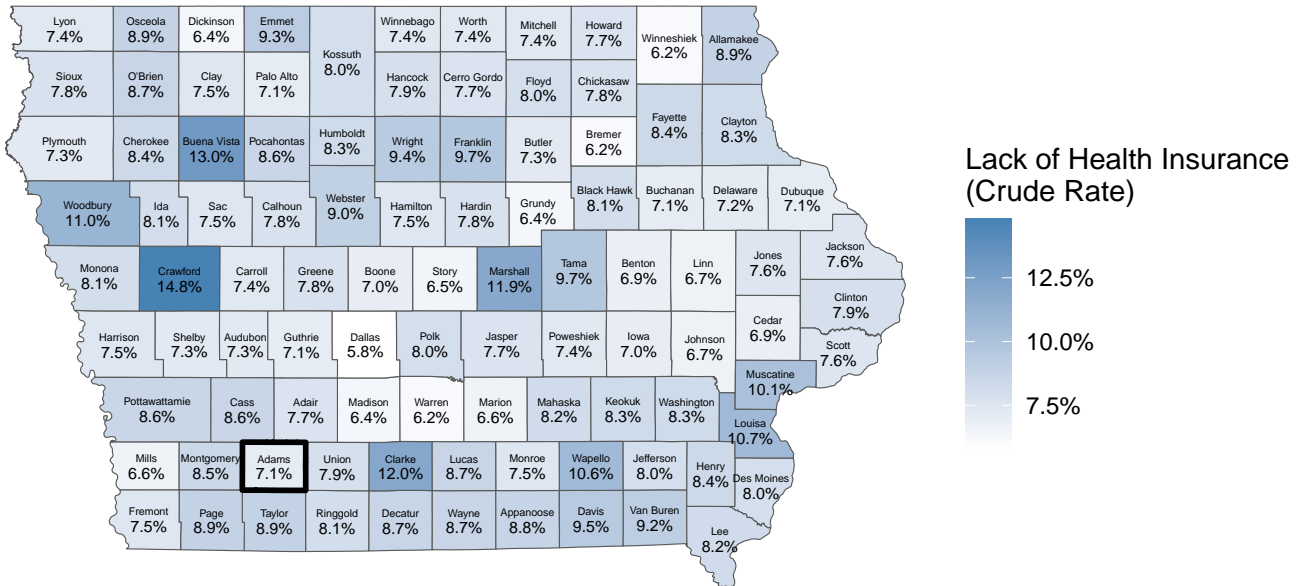 Lyon
7.4%
Osceola
8.9%
Dickinson
6.4%
Emmet
9.3%
Kossuth
8.0%
Winnebago
7.4%
Worth
7.4%
Mitchell
7.4%
Howard
7.7%
Winneshiek
6.2%
Allamakee
8.9%
Sioux
7.8%
O'Brien
8.7%
Clay
7.5%
Palo Alto
7.1%
Hancock
7.9%
Cerro Gordo
7.7%
Floyd
8.0%
Chickasaw
7.8%
Fayette
8.4%
Clayton
8.3%
Plymouth
7.3%
Cherokee
8.4%
Buena Vista
13.0%
Pocahontas
8.6%
Humboldt
8.3%
Wright
9.4%
Franklin
9.7%
Butler
7.3%
Bremer
6.2%
Woodbury
11.0%
Ida
8.1%
Sac
7.5%
Calhoun
7.8%
Webster
9.0%
Hamilton
7.5%
Hardin
7.8%
Grundy
6.4%
Black Hawk
8.1%
Buchanan
7.1%
Delaware
7.2%
Dubuque
7.1%
Monona
8.1%
Crawford
14.8%
Carroll
7.4%
Greene
7.8%
Boone
7.0%
Story
6.5%
Marshall
11.9%
Tama
9.7%
Benton
6.9%
Linn
6.7%
Jones
7.6%
Jackson
7.6%
Clinton
7.9%
Harrison
7.5%
Shelby
7.3%
Audubon
7.3%
Guthrie
7.1%
Dallas
5.8%
Polk
8.0%
Jasper
7.7%
Poweshiek
7.4%
Iowa
7.0%
Johnson
6.7%
Cedar
6.9%
Scott
7.6%
Muscatine
10.1%
Pottawattamie
8.6%
Cass
8.6%
Adair
7.7%
Madison
6.4%
Warren
6.2%
Marion
6.6%
Mahaska
8.2%
Keokuk
8.3%
Washington
8.3%
Louisa
10.7%
Mills
6.6%
Montgomery
8.5%
Adams
7.1%
Union
7.9%
Clarke
12.0%
Lucas
8.7%
Monroe
7.5%
Wapello
10.6%
Jefferson
8.0%
Henry
8.4%
Des Moines
8.0%
Fremont
7.5%
Page
8.9%
Taylor
8.9%
Ringgold
8.1%
Decatur
8.7%
Wayne
8.7%
Appanoose
8.8%
Davis
9.5%
Van Buren
9.2%
Lee
8.2%
Lack of Health Insurance
(Crude Rate)
12.5%
10.0%
7.5%